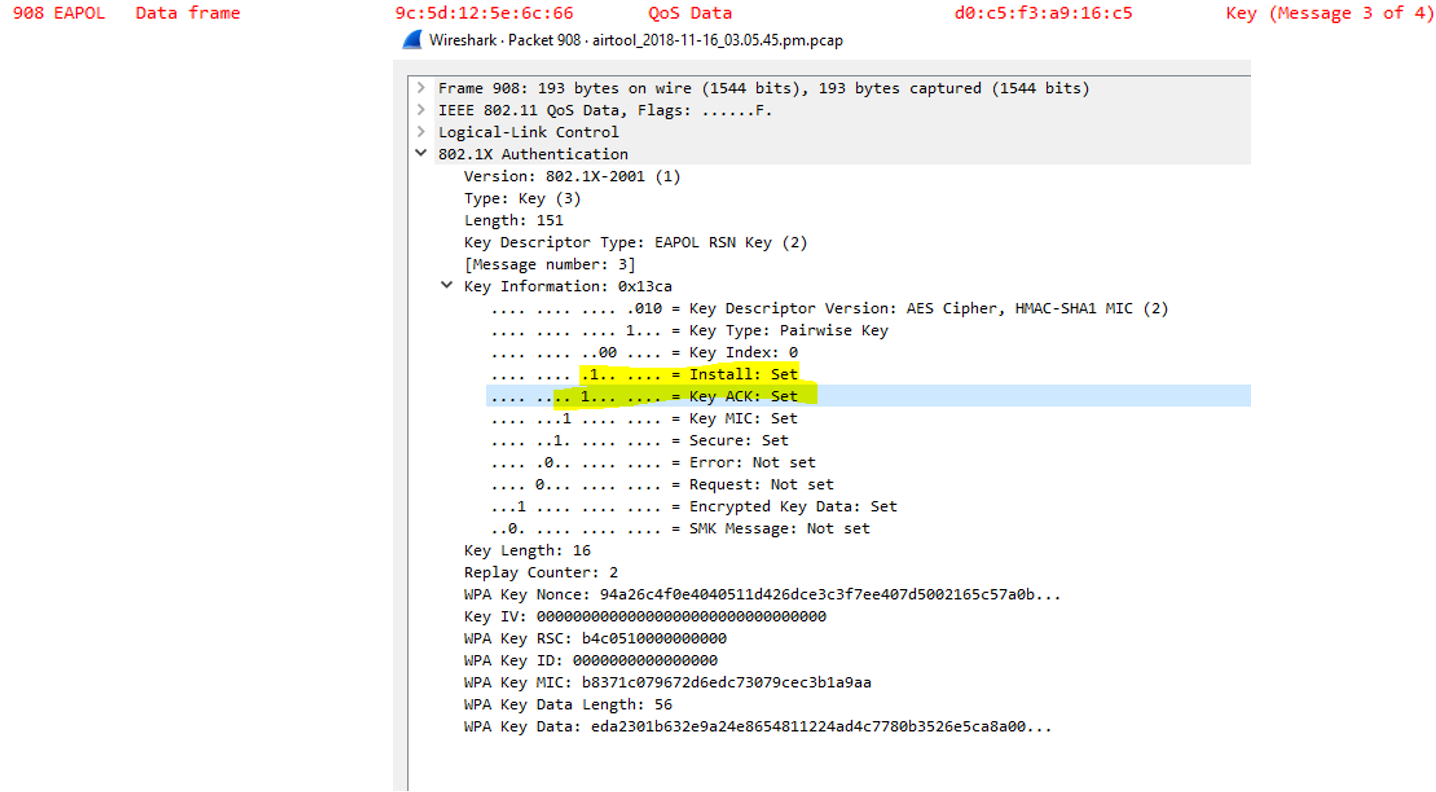 908 EAPOL Data frame 9c:5d:12:5e:6c:66 QoS Data d0:c5:f3:a9:16:c5 Key (Message 3 of 4)
Wireshark · Packet 908 · airtool_2018-11-16_03.05.45.pm.pcap
Frame 908: 193 bytes on wire (1544 bits), 193 bytes captured (1544 bits)
IEEE 802.11 QoS Data, Flags: ......F.
Logical-Link Control
802.1X Authentication
Version: 802.1X-2001 (1)
Type: Key (3)
Length: 151
Key Descriptor Type: EAPOL RSN Key (2)
[Message number: 3]
Key Information: 0x13ca
.... .... .... .010 = Key Descriptor Version: AES Cipher, HMAC-SHA1 MIC (2)
.... .... .... 1... = Key Type: Pairwise Key
.... .... ..00 .... = Key Index: 0
.... .... .1.. .... = Install: Set
.... .... 1... .... = Key ACK: Set
.... ...1 .... .... = Key MIC: Set
.... ..1. .... .... = Secure: Set
.... .0.. .... .... = Error: Not set
.... 0... .... .... = Request: Not set
...1 .... .... .... = Encrypted Key Data: Set
..0. .... .... .... = SMK Message: Not set
Key Length: 16
Replay Counter: 2
WPA Key Nonce: 94a26c4f0e4040511d426dce3c3f7ee407d5002165c57a0b...
Key IV: 00000000000000000000000000000000
WPA Key RSC: b4c0510000000000
WPA Key ID: 0000000000000000
WPA Key MIC: b8371c079672d6edc73079cec3b1a9aa
WPA Key Data Length: 56
WPA Key Data: eda2301b632e9a24e8654811224ad4c7780b3526e5ca8a00...